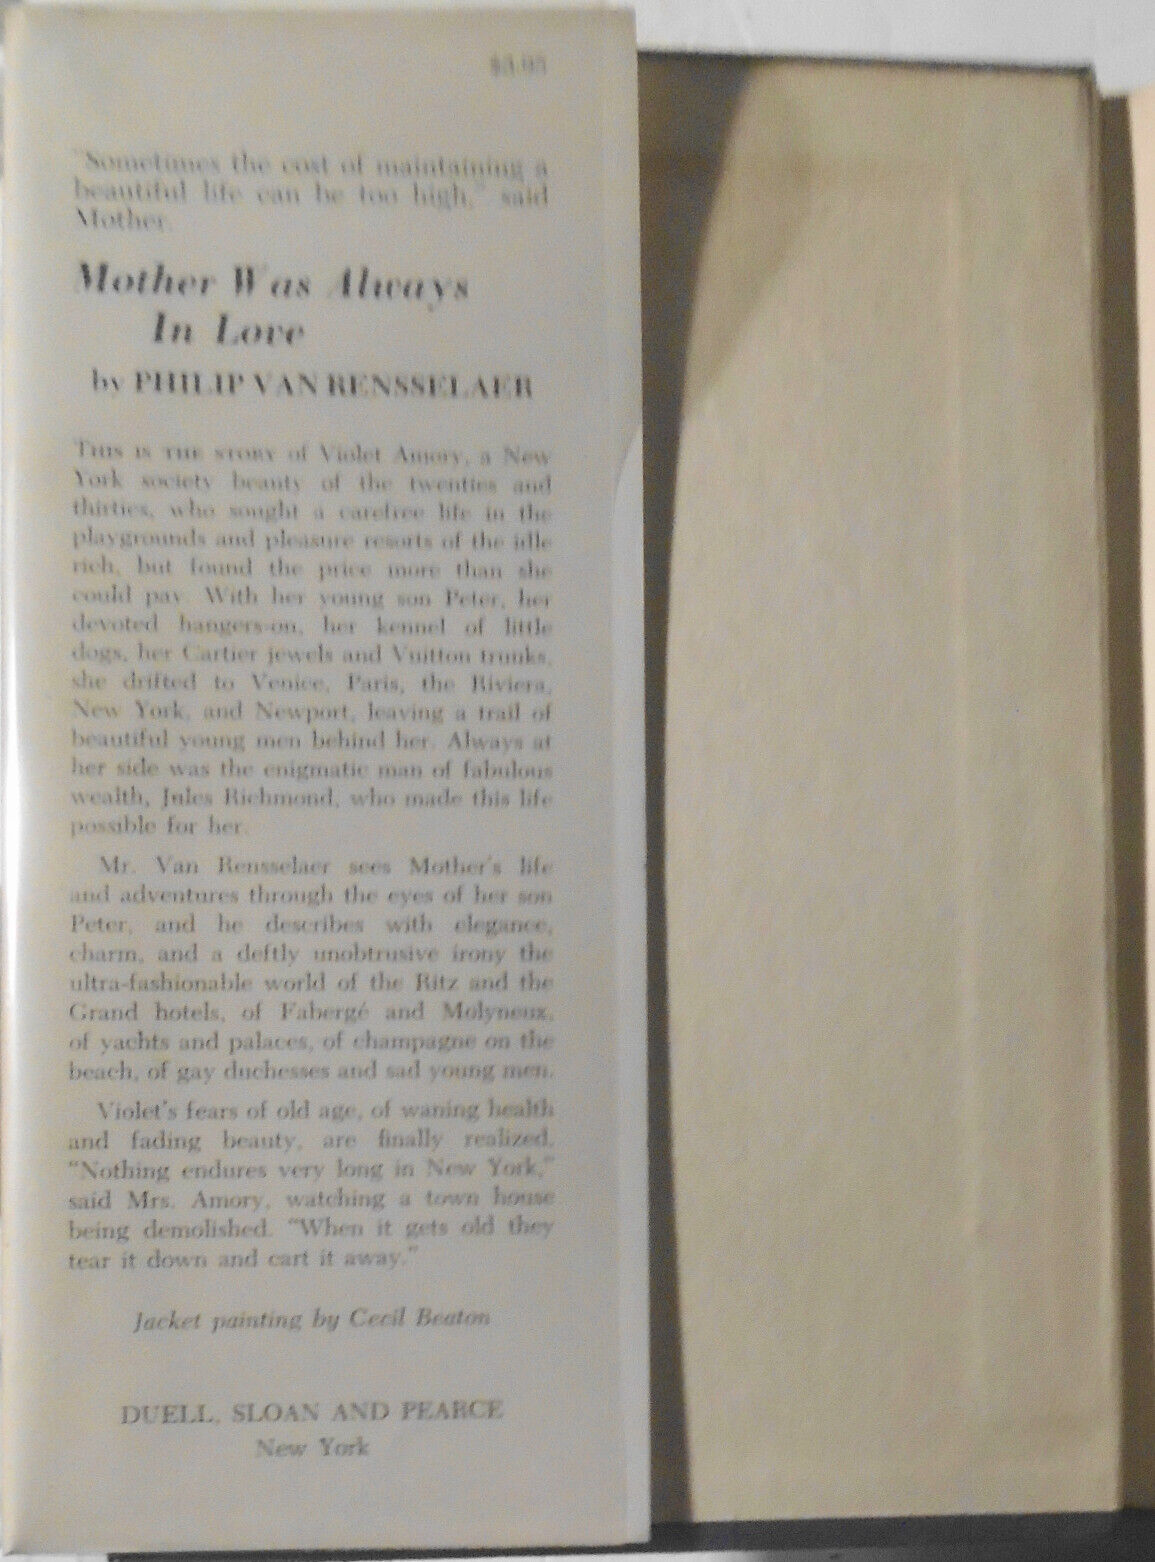 $3.95
"Sometimes the cost of maintaining a
beautiful life can be too high," said
Mother.
Mother Was Always
In Love
by PHILIP VAN RENSSELAER
THIS IS THE STORY of Violet Amory, a New
York society beauty of the twenties and
thirties, who sought a carefree life in the
playgrounds and pleasure resorts of the idle
rich, but found the price more than she
could pay. With her young son Peter, her
devoted hangers-on, her kennel of little
dogs, her Cartier jewels and Vuitton trunks,
she drifted to Venice, Paris, the Riviera,
New York, and Newport, leaving a trail of
beautiful young men behind her. Always at
her side was the enigmatic man of fabulous
wealth, Jules Richmond, who made this life
possible for her.
Mr. Van Rensselaer sees Mother's life
and adventures through the eyes of her son
Peter, and he describes with elegance,
charm, and a deftly unobtrusive irony the
ultra-fashionable world of the Ritz and the
Grand hotels, of Fabergé and Molyneux,
of yachts and palaces, of champagne on the
beach, of gay duchesses and sad young men.
Violet's fears of old age, of waning health
and fading beauty, are finally realized.
"Nothing endures very long in New York,"
said Mrs. Amory, watching a town house
being demolished. "When it gets old they
tear it down and cart it away."
Jacket painting by Cecil Beaton
DUELL, SLOAN AND PEARCE
New York